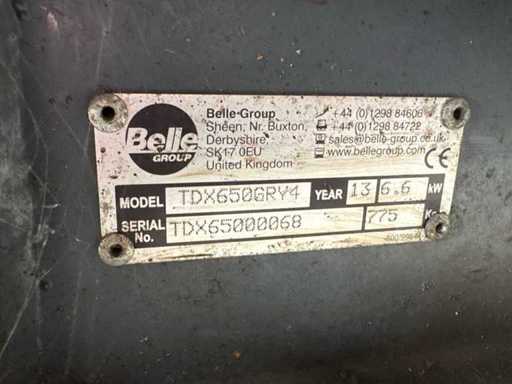 Belle
GROUP
Belle-Group
Sheen, Nr. Buxton,
Derbyshire,
SK17 0EU
United Kingdom
+44 (0)1298 84606
+44 (0)1298 84722
sales@belle-group.co.uk
www.bellegroup.com
CE
MODEL TDX650GRY4 YEAR 13 6.6 kW
SERIAL No. TDX65000068 775 Kg